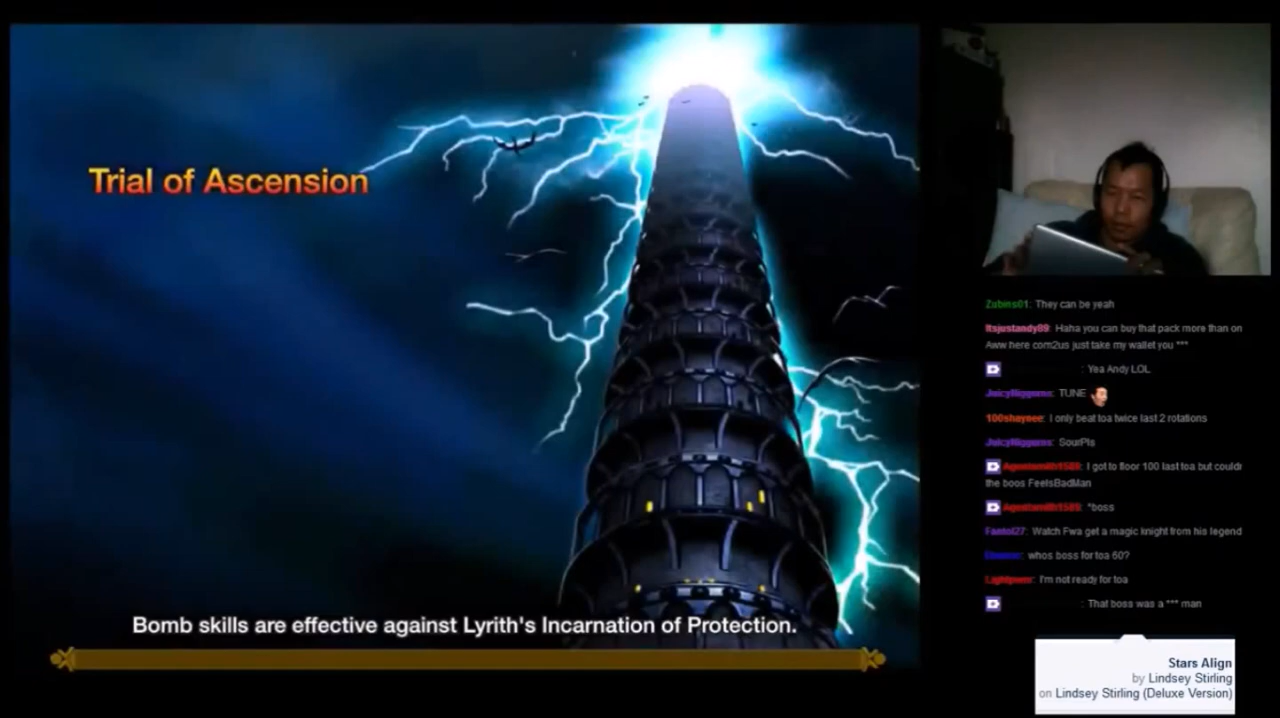 Trial of Ascension
Bomb skills are effective against Lyrith's Incarnation of Protection.
Zubins01: They can be yeah
Itsjustandy89: Haha you can buy that pack more than on
Aww here com2us just take my wallet you ***
: Yea Andy LOL
TUNE
100shaynee: I only beat toa twice last 2 rotations
SourPls
Agentsmith1589: I got to floor 100 last toa but couldr
the boos FeelsBadMan
Agentsmith1589: *boss
Fantol27: Watch Fwa get a magic knight from his legend
whos boss for toa 60?
I'm not ready for toa
: That boss was a *** man
Stars Align
by Lindsey Stirling
on Lindsey Stirling (Deluxe Version)